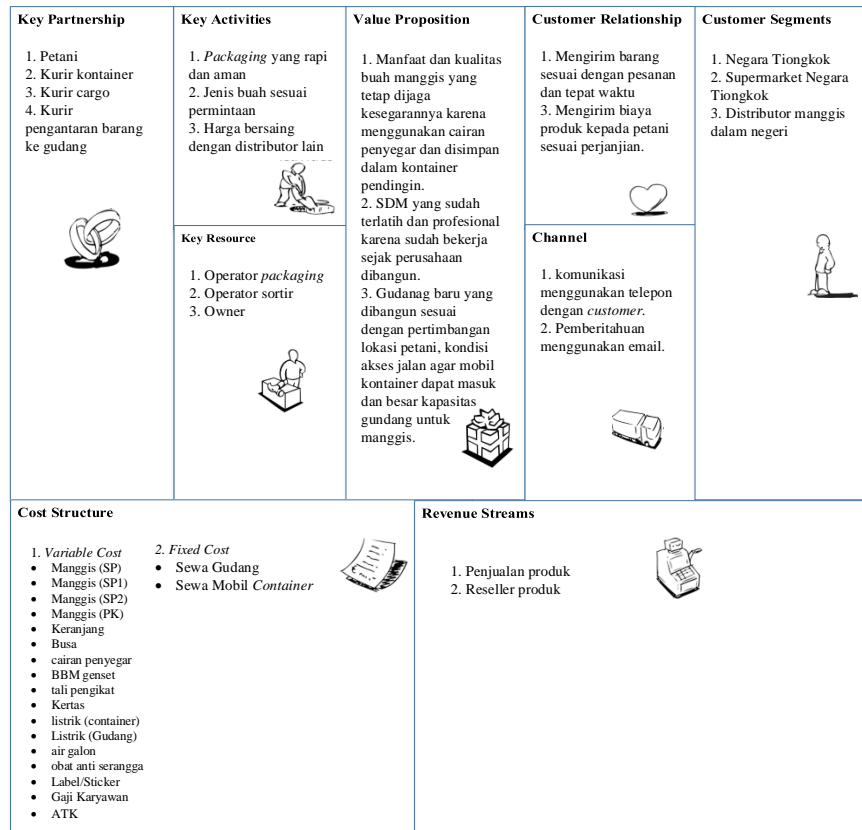 Key Partnership
1. Petani
2. Kurir kontainer
3. Kurir cargo
4. Kurir
pengantaran barang
ke gudang
Key Activities
1. Packaging yang rapi
dan aman
2. Jenis buah sesuai
permintaan
3. Harga bersaing
dengan distributor lain
Key Resource
1. Operator packaging
2. Operator sortir
3. Owner
Value Proposition
1. Manfaat dan kualitas
buah manggis yang
tetap dijaga
kesegarannya karena
menggunakan cairan
penyegar dan disimpan
dalam kontainer
pendingin.
2. SDM yang sudah
terlatih dan profesional
karena sudah bekerja
sejak perusahaan
dibangun.
3. Gudanag baru yang
dibangun sesuai
dengan pertimbangan
lokasi petani, kondisi
akses jalan agar mobil
kontainer dapat masuk
dan besar kapasitas
gundang untuk
manggis.
Customer Relationship
1. Mengirim barang
sesuai dengan pesanan
dan tepat waktu
3. Mengirim biaya
produk kepada petani
sesuai perjanjian.
Channel
1. komunikasi
menggunakan telepon
dengan customer.
2. Pemberitahuan
menggunakan email.
Customer Segments
1. Negara Tiongkok
2. Supermarket Negara
Tiongkok
3. Distributor manggis
dalam negeri
Cost Structure
1. Variable Cost
• Manggis (SP)
• Manggis (SP1)
• Manggis (SP2)
• Manggis (PK)
• Keranjang
• Busa
• cairan penyegar
• BBM genset
• tali pengikat
• Kertas
• listrik (container)
• Listrik (Gudang)
• air galon
• obat anti serangga
• Label/Sticker
• Gaji Karyawan
• ATK
2. Fixed Cost
• Sewa Gudang
• Sewa Mobil Container
Revenue Streams
1. Penjualan produk
2. Reseller produk